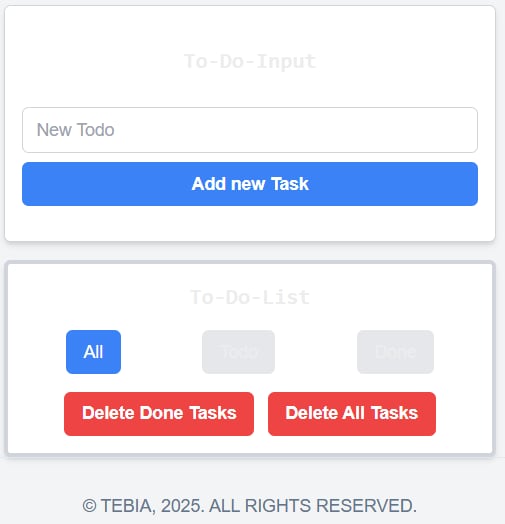 To-Do-Input
New Todo
Add new Task
To-Do-List
All
Todo
Done
Delete Done Tasks
Delete All Tasks
© TEBIA, 2025. ALL RIGHTS RESERVED.